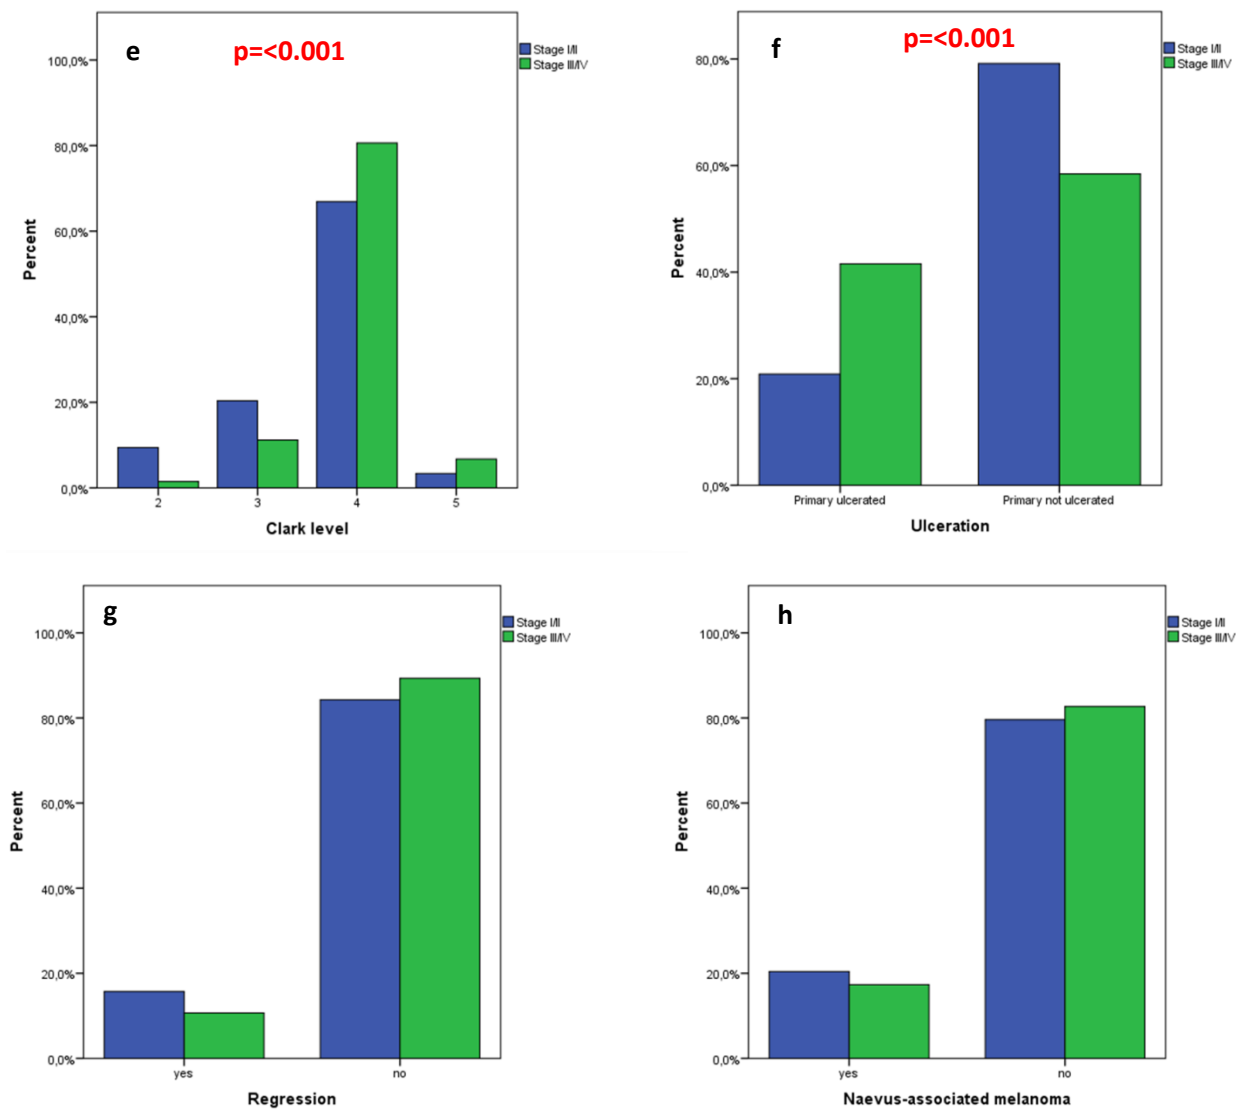 e
p=<0.001
Stage I/II
Stage III/IV
100,0%
80,0%
60,0%
40,0%
20,0%
0,0%
Percent
2 3 4 5
Clark level
f
p=<0.001
Stage I/II
Stage III/IV
80,0%
60,0%
40,0%
20,0%
0,0%
Percent
Primary ulcerated Primary not ulcerated
Ulceration
g
Stage I/II
Stage III/IV
100,0%
80,0%
60,0%
40,0%
20,0%
0,0%
Percent
yes no
Regression
h
Stage I/II
Stage III/IV
100,0%
80,0%
60,0%
40,0%
20,0%
0,0%
Percent
yes no
Naevus-associated melanoma